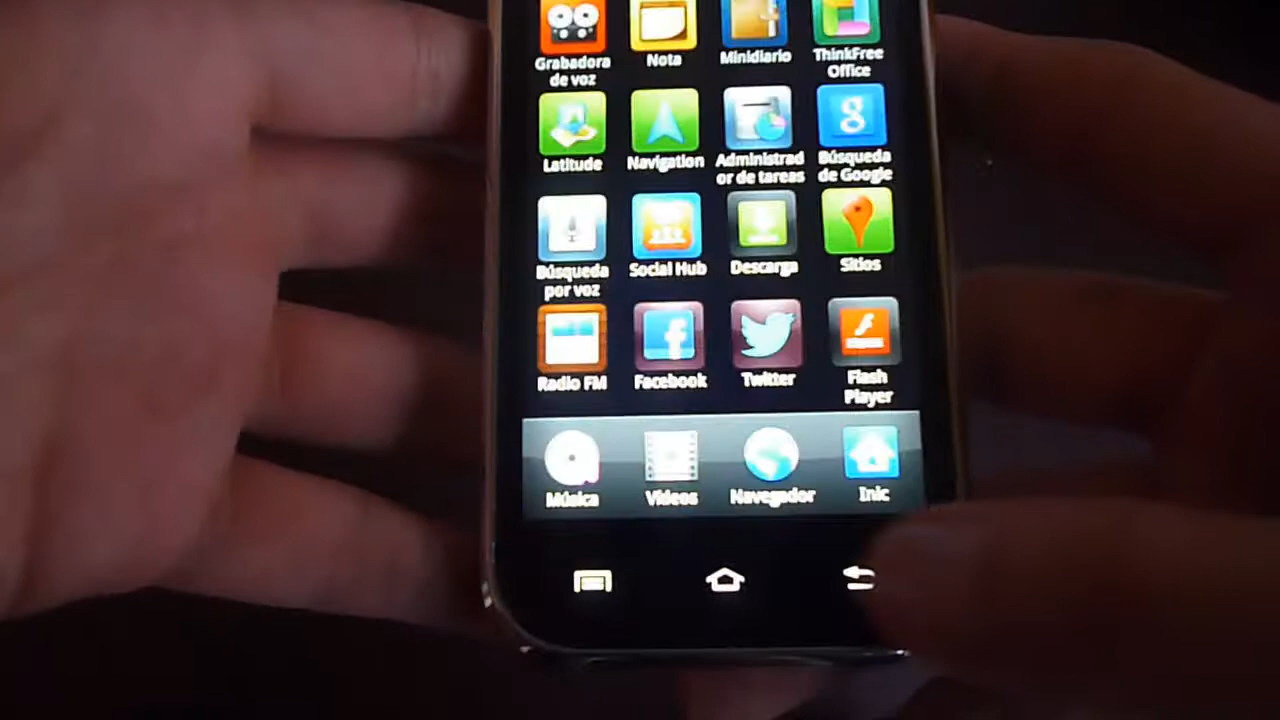 Grabadora
de voz
Nota
Minidiario
ThinkFree
Office
Latitude
Navigation
Administrad
or de tareas
g
Búsqueda
de Google
Búsqueda
por voz
Social Hub
Descarga
Sitios
Radio FM
f
Facebook
Twitter
Flash
Player
Música
Vídeos
Navegador
Inic